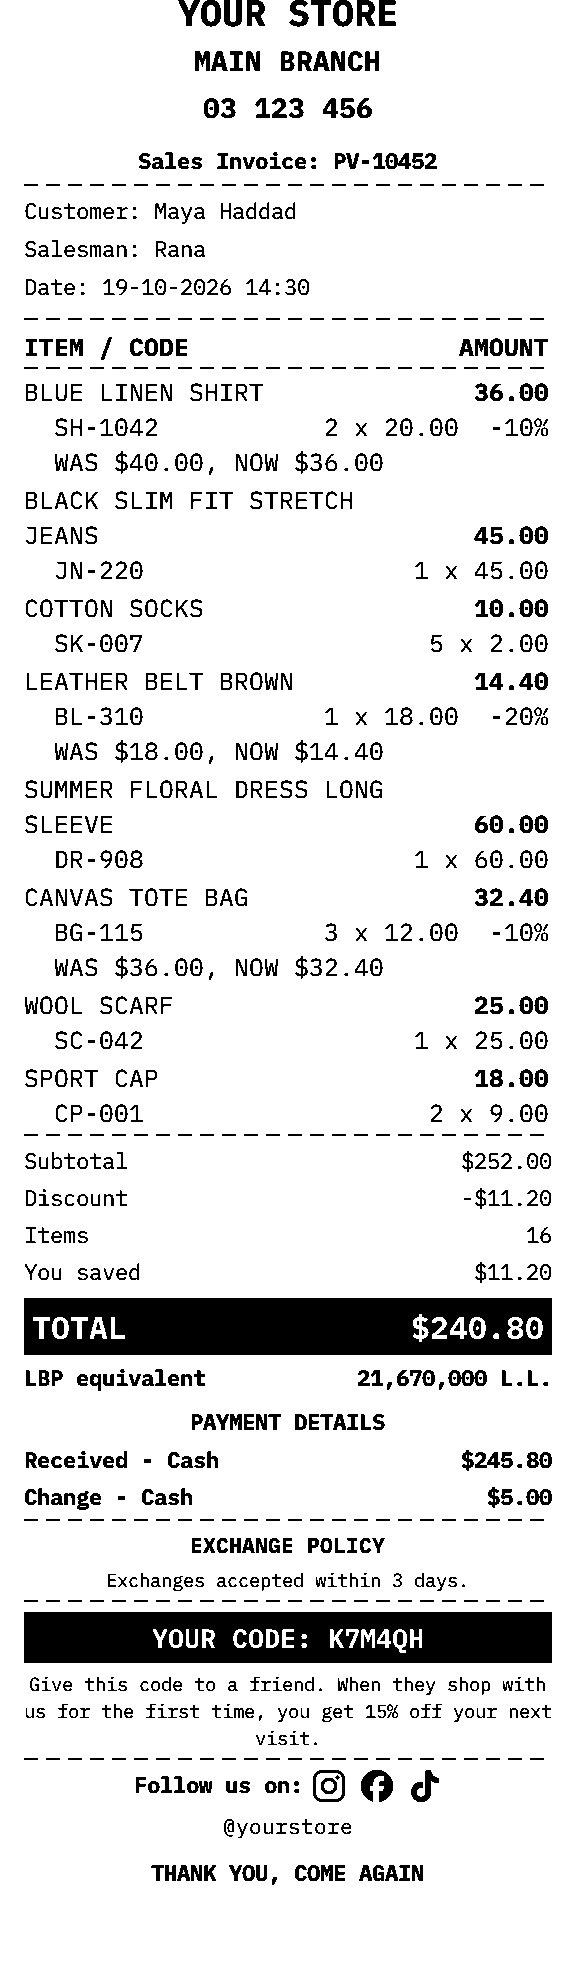 YOUR STORE
MAIN BRANCH
03 123 456
Sales Invoice: PV-10452
Customer: Maya Haddad
Salesman: Rana
Date: 19-10-2026 14:30
ITEM / CODE AMOUNT
BLUE LINEN SHIRT 36.00
SH-1042 2 x 20.00 -10%
WAS $40.00, NOW $36.00
BLACK SLIM FIT STRETCH
JEANS 45.00
JN-220 1 x 45.00
COTTON SOCKS 10.00
SK-007 5 x 2.00
LEATHER BELT BROWN 14.40
BL-310 1 x 18.00 -20%
WAS $18.00, NOW $14.40
SUMMER FLORAL DRESS LONG
SLEEVE 60.00
DR-908 1 x 60.00
CANVAS TOTE BAG 32.40
BG-115 3 x 12.00 -10%
WAS $36.00, NOW $32.40
WOOL SCARF 25.00
SC-042 1 x 25.00
SPORT CAP 18.00
CP-001 2 x 9.00
Subtotal $252.00
Discount -$11.20
Items 16
You saved $11.20
TOTAL $240.80
LBP equivalent 21,670,000 L.L.
PAYMENT DETAILS
Received - Cash $245.80
Change - Cash $5.00
EXCHANGE POLICY
Exchanges accepted within 3 days.
YOUR CODE: K7M4QH
Give this code to a friend. When they shop with
us for the first time, you get 15% off your next
visit.
Follow us on:
@yourstore
THANK YOU, COME AGAIN